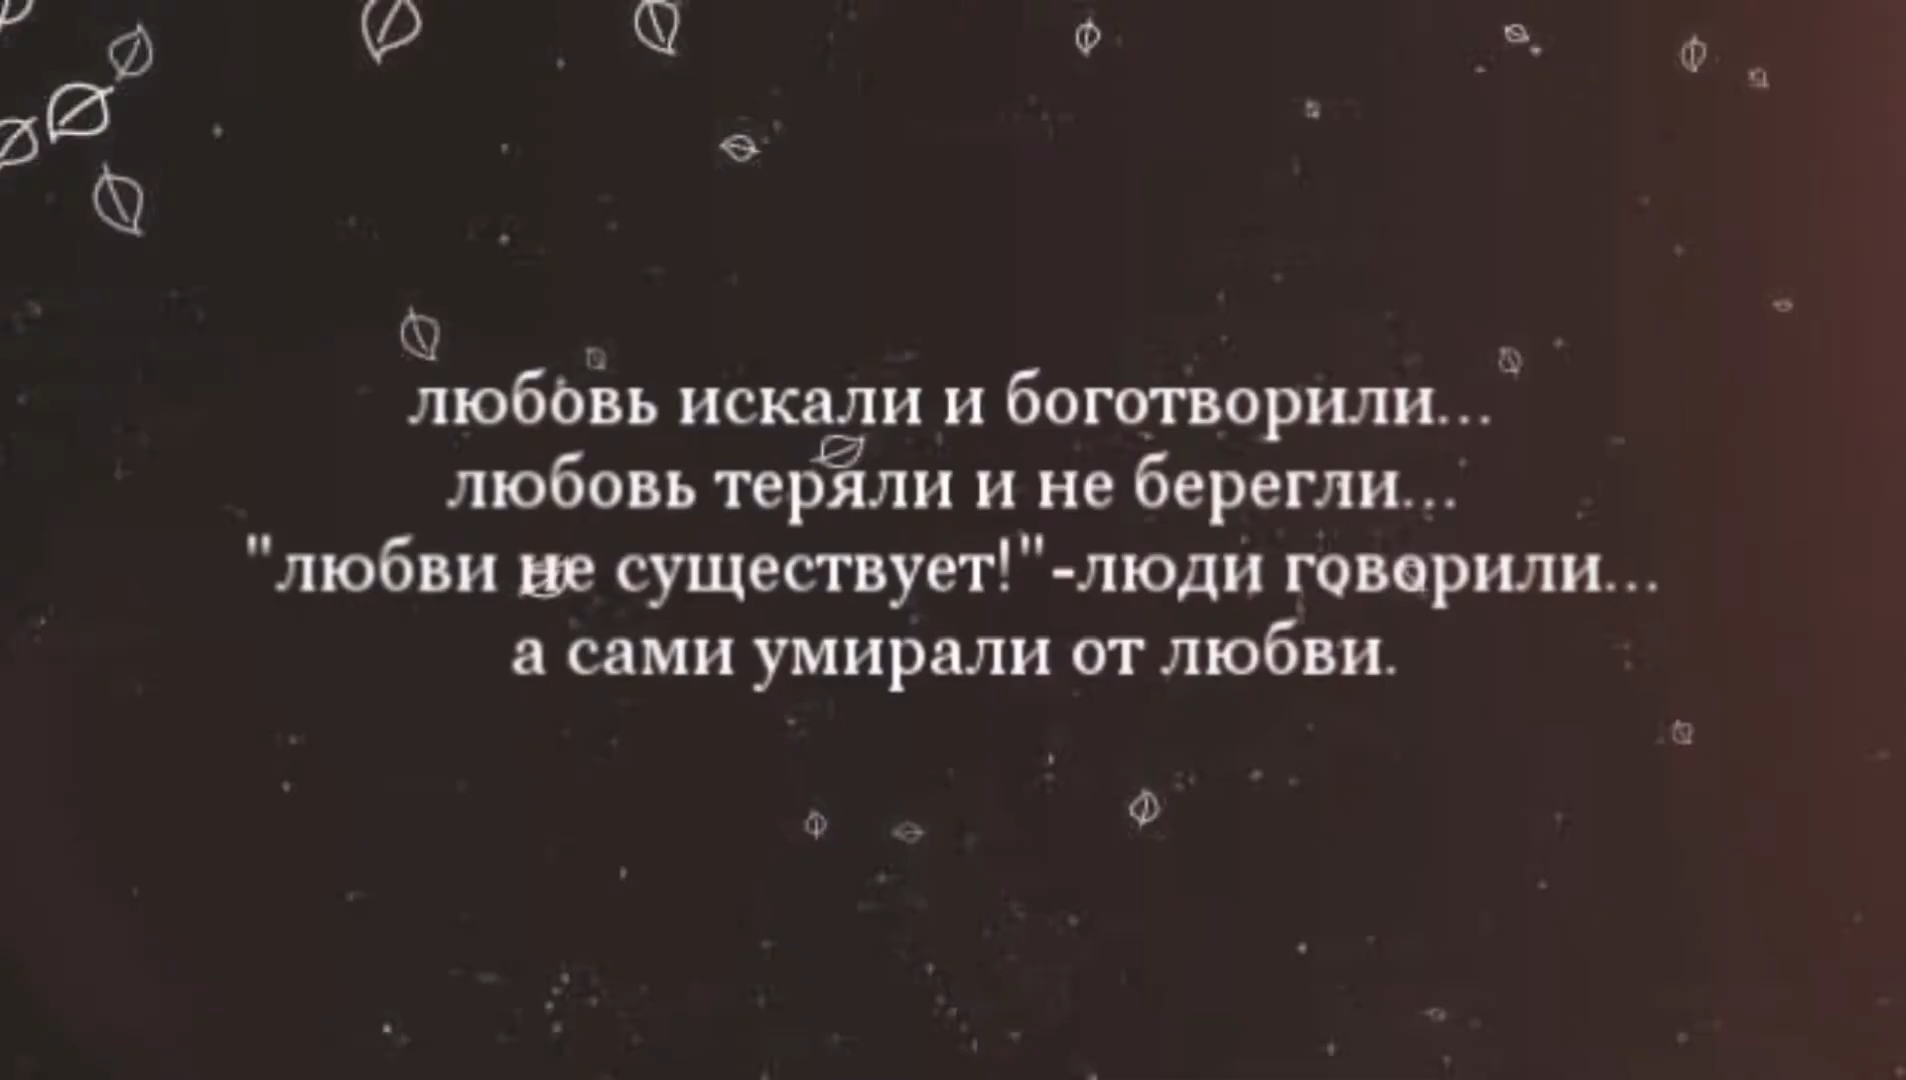 любовь искали и боготворили...
любовь теряли и не берегли...
"любви не существует!"-люди говорили...
а сами умирали от любви.